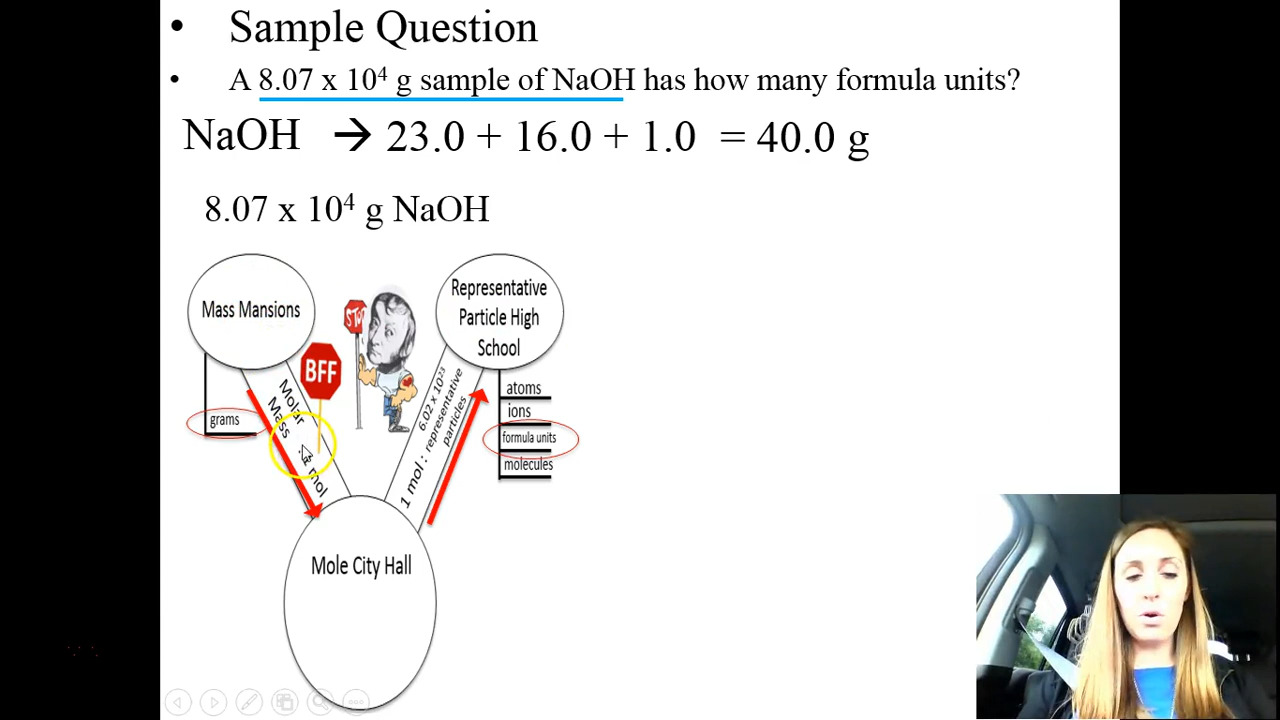 • Sample Question
• A 8.07 x 10⁴ g sample of NaOH has how many formula units?
NaOH → 23.0 + 16.0 + 1.0 = 40.0 g
8.07 x 10⁴ g NaOH
Mass Mansions
grams
Molar
Mass : 1 mol
BFF
STOP
1 mol : 6.02 x 10²³
representative
particles
Representative
Particle High
School
atoms
ions
formula units
molecules
Mole City Hall